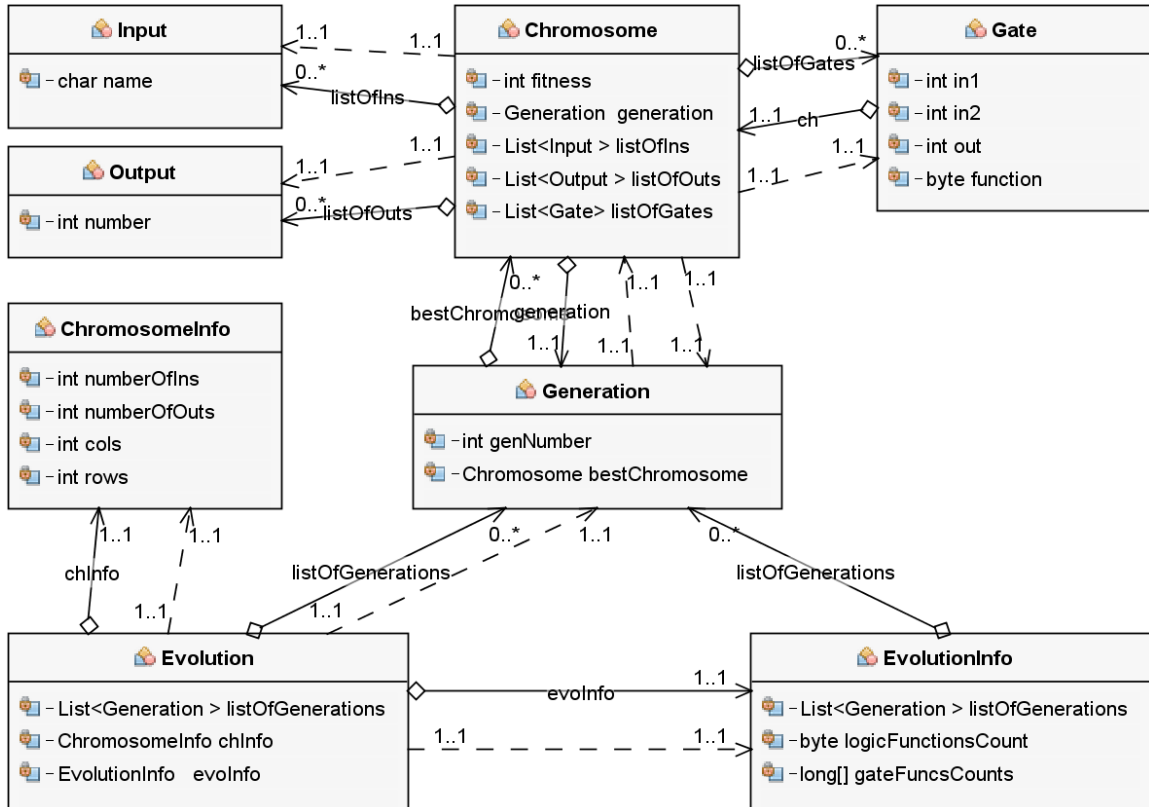 Input
- char name
Output
- int number
Chromosome
- int fitness
- Generation generation
- List<Input > listOfIns
- List<Output > listOfOuts
- List<Gate> listOfGates
Gate
- int in1
- int in2
- int out
- byte function
1..1
1..1
0..*
listOfIns
1..1
1..1
0..*
listOfOuts
0..*
listOfGates
1..1
ch
1..1
1..1
0..*
bestChromosome
generation
1..1
1..1
1..1
1..1
1..1
ChromosomeInfo
- int numberOfIns
- int numberOfOuts
- int cols
- int rows
Generation
- int genNumber
- Chromosome bestChromosome
1..1
chInfo
1..1
1..1
0..*
listOfGenerations
1..1
1..1
0..*
listOfGenerations
Evolution
- List<Generation > listOfGenerations
- ChromosomeInfo chInfo
- EvolutionInfo evoInfo
1..1
evoInfo
1..1
1..1
EvolutionInfo
- List<Generation > listOfGenerations
- byte logicFunctionsCount
- long[] gateFuncsCounts